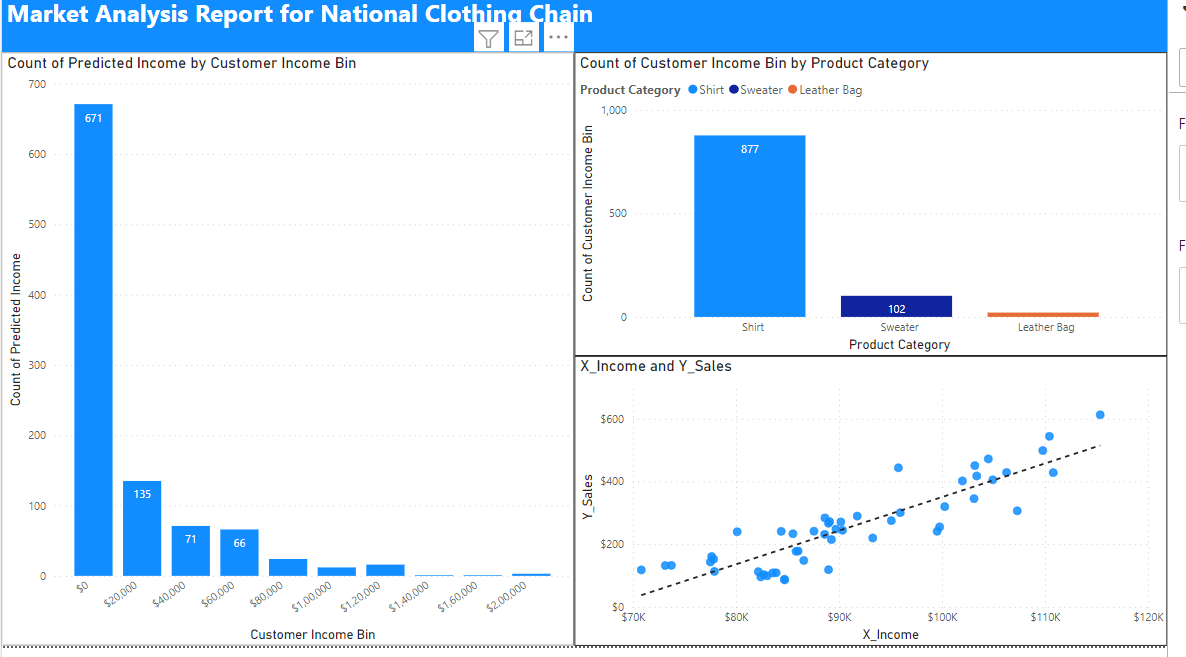 Market Analysis Report for National Clothing Chain
Count of Predicted Income by Customer Income Bin
Count of Predicted Income
700
600
500
400
300
200
100
0
671
135
71
66
$0
$20,000
$40,000
$60,000
$80,000
$1,00,000
$1,20,000
$1,40,000
$1,60,000
$2,00,000
Customer Income Bin
Count of Customer Income Bin by Product Category
Product Category Shirt Sweater Leather Bag
Count of Customer Income Bin
1,000
500
0
877
102
Shirt Sweater Leather Bag
Product Category
X_Income and Y_Sales
Y_Sales
$600
$400
$200
$0
$70K $80K $90K $100K $110K $120K
X_Income
F
F